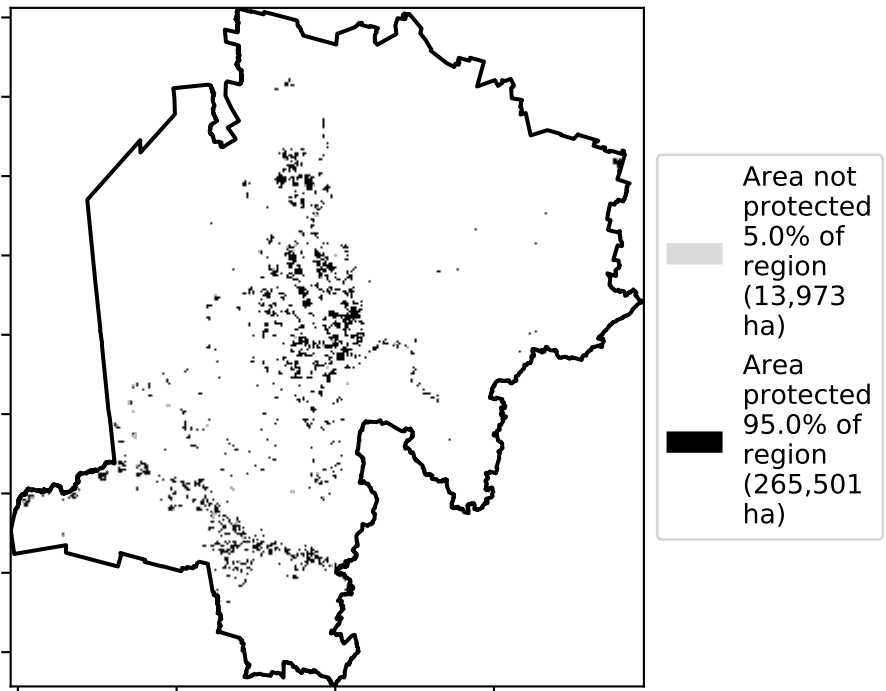 Area not
protected
5.0% of
region
(13,973
ha)
Area
protected
95.0% of
region
(265,501
ha)